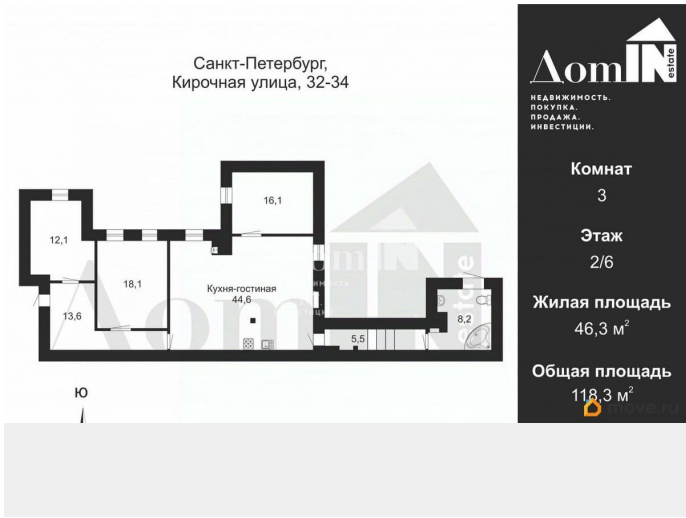 Санкт-Петербург,
Кирочная улица, 32-34
16,1
12,1
18,1
Кухня-гостиная
44,6
13,6
5,5
8,2
Ю
ДомIN
estate
НЕДВИЖИМОСТЬ.
ПОКУПКА.
ПРОДАЖА.
ИНВЕСТИЦИИ.
Комнат
3
Этаж
2/6
Жилая площадь
46,3 м²
Общая площадь
118,3 м²
move.ru
ДомIN
estate